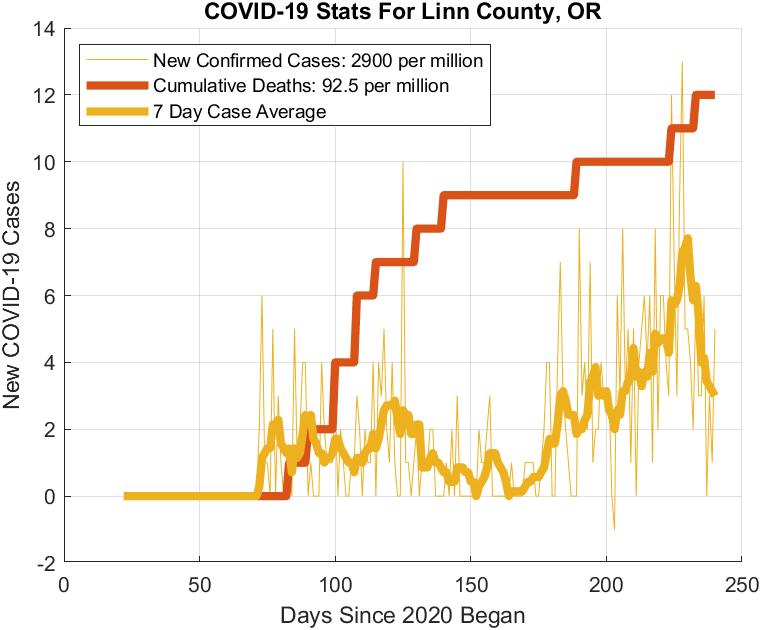 COVID-19 Stats For Linn County, OR
14
12
10
8
6
4
2
0
-2
New COVID-19 Cases
New Confirmed Cases: 2900 per million
Cumulative Deaths: 92.5 per million
7 Day Case Average
0 50 100 150 200 250
Days Since 2020 Began